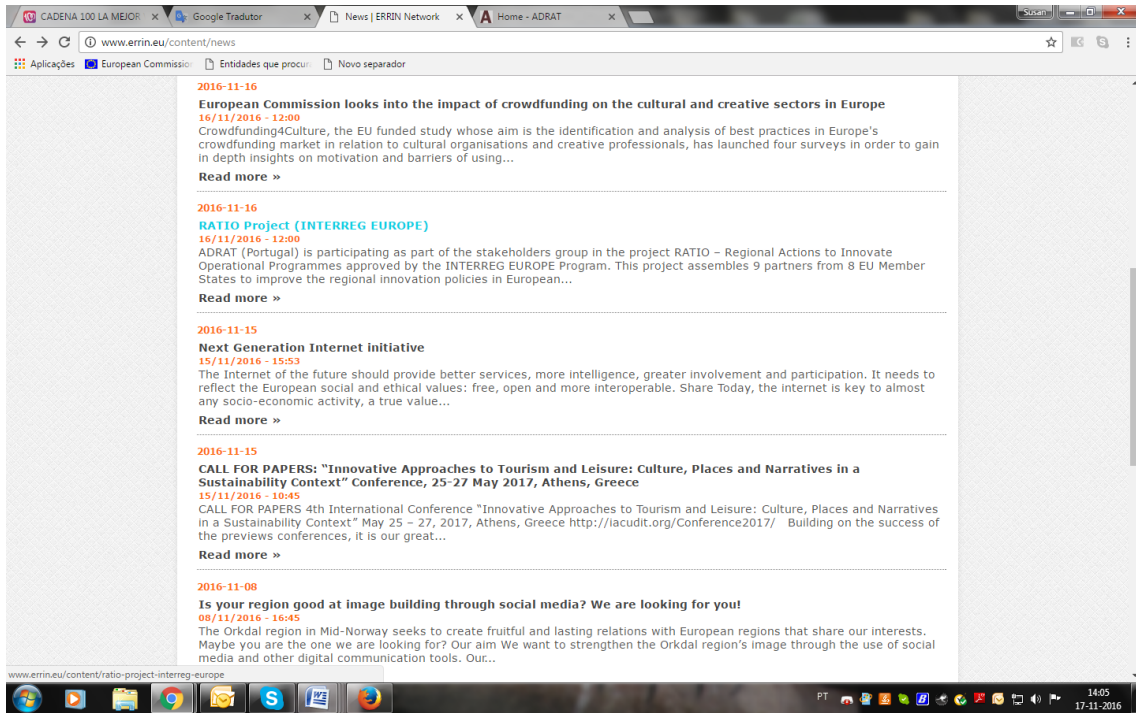 CADENA 100 LA MEJOR
Google Tradutor
News | ERRIN Network
Home - ADRAT
Susan
www.errin.eu/content/news
Aplicações
European Commission
Entidades que procur
Novo separador
2016-11-16
European Commission looks into the impact of crowdfunding on the cultural and creative sectors in Europe
16/11/2016 - 12:00
Crowdfunding4Culture, the EU funded study whose aim is the identification and analysis of best practices in Europe's
crowdfunding market in relation to cultural organisations and creative professionals, has launched four surveys in order to gain
in depth insights on motivation and barriers of using...
Read more »
2016-11-16
RATIO Project (INTERREG EUROPE)
16/11/2016 - 12:00
ADRAT (Portugal) is participating as part of the stakeholders group in the project RATIO – Regional Actions to Innovate
Operational Programmes approved by the INTERREG EUROPE Program. This project assembles 9 partners from 8 EU Member
States to improve the regional innovation policies in European...
Read more »
2016-11-15
Next Generation Internet initiative
15/11/2016 - 15:53
The Internet of the future should provide better services, more intelligence, greater involvement and participation. It needs to
reflect the European social and ethical values: free, open and more interoperable. Share Today, the internet is key to almost
any socio-economic activity, a true value...
Read more »
2016-11-15
CALL FOR PAPERS: “Innovative Approaches to Tourism and Leisure: Culture, Places and Narratives in a
Sustainability Context” Conference, 25-27 May 2017, Athens, Greece
15/11/2016 - 10:45
CALL FOR PAPERS 4th International Conference “Innovative Approaches to Tourism and Leisure: Culture, Places and Narratives
in a Sustainability Context” May 25 – 27, 2017, Athens, Greece http://iacudit.org/Conference2017/ Building on the success of
the previews conferences, it is our great...
Read more »
2016-11-08
Is your region good at image building through social media? We are looking for you!
08/11/2016 - 16:45
The Orkdal region in Mid-Norway seeks to create fruitful and lasting relations with European regions that share our interests.
Maybe you are the one we are looking for? Our aim We want to strengthen the Orkdal region’s image through the use of social
media and other digital communication tools. Our...
www.errin.eu/content/ratio-project-interreg-europe
PT
14:05
17-11-2016